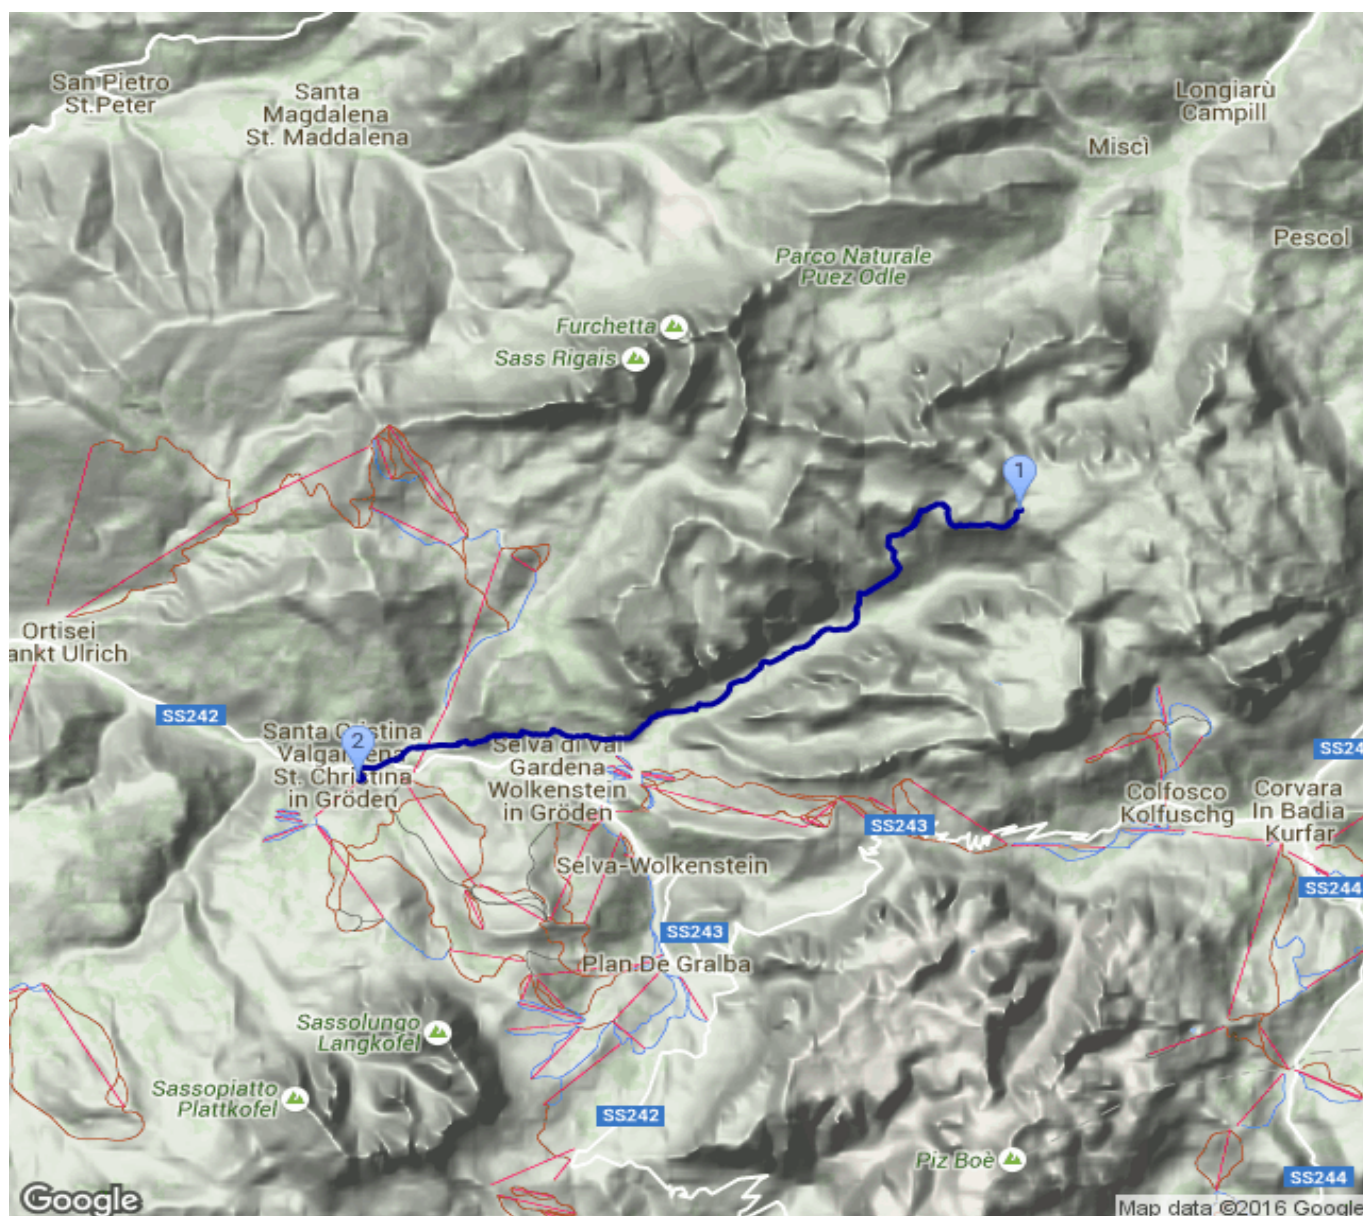 San Pietro
St.Peter
Santa
Magdalena
St. Maddalena
Longiarù
Campill
Miscì
Pescol
Parco Naturale
Puez Odle
Furchetta
Sass Rigais
1
Ortisei
ankt Ulrich
SS242
Santa Cristina
Valgardena
St. Christina
in Gröden
2
Selva di Val
Gardena
Wolkenstein
in Gröden
SS24
Colfosco
Kolfuschg
Corvara
In Badia
Kurfar
SS243
Selva-Wolkenstein
SS244
SS243
Plan De Gralba
Sassolungo
Langkofel
Sassopiatto
Plattkofel
SS242
Piz Boè
SS244
Google
Map data ©2016 Google